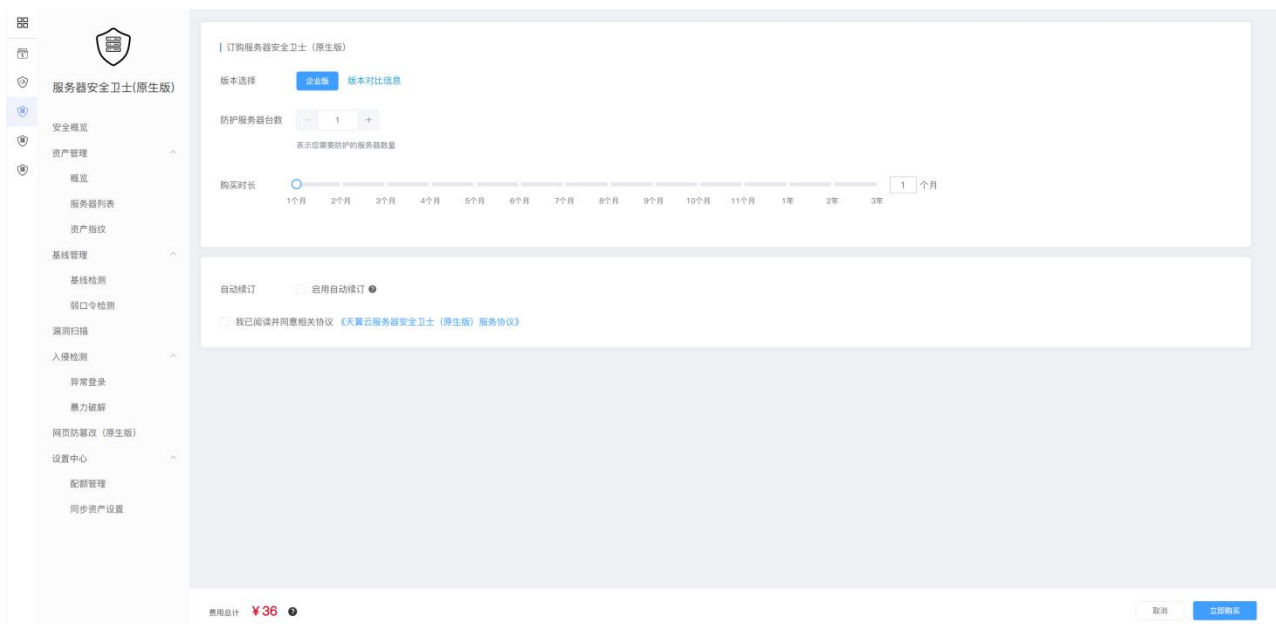 服务器安全卫士(原生版)
安全概览
资产管理
概览
服务器列表
资产指纹
基线管理
基线检测
弱口令检测
漏洞扫描
入侵检测
异常登录
暴力破解
网页防篡改（原生版）
设置中心
配额管理
同步资产设置
订购服务器安全卫士（原生版）
版本选择 企业版 版本对比信息
防护服务器台数 － 1 +
表示您需要防护的服务器数量
购买时长 1 个月
1个月 2个月 3个月 4个月 5个月 6个月 7个月 8个月 9个月 10个月 11个月 1年 2年 3年
自动续订 启用自动续订
我已阅读并同意相关协议 《天翼云服务器安全卫士（原生版）服务协议》
费用总计 ¥36
取消 立即购买